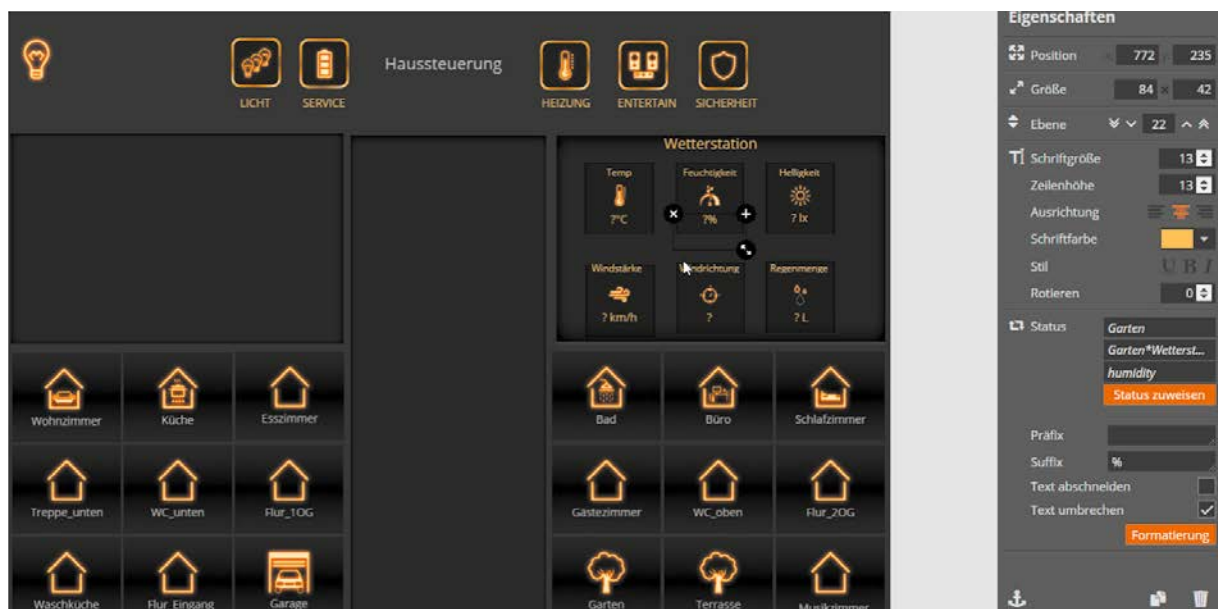 Eigenschaften
Position 772 235
Größe 84 × 42
Ebene 22
Schriftgröße 13
Zeilenhöhe 13
Ausrichtung
Schriftfarbe
Stil U B I
Rotieren 0
Status Garten
Garten*Wetterst...
humidity
Status zuweisen
Präfix
Suffix %
Text abschneiden
Text umbrechen
Formatierung
Haussteuerung
LICHT SERVICE HEIZUNG ENTERTAIN SICHERHEIT
Wetterstation
Temp Feuchtigkeit Helligkeit
?°C ?% ? lx
Windstärke Windrichtung Regenmenge
? km/h ? ? L
Wohnzimmer Küche Esszimmer Bad Büro Schlafzimmer
Treppe_unten WC_unten Flur_1OG Gästezimmer WC_oben Flur_2OG
Waschküche Flur_Eingang Garage Garten Terrasse Musikzimmer